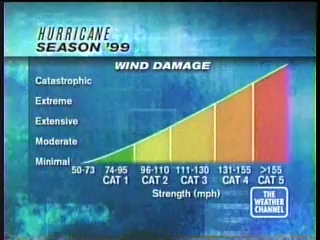 HURRICANE
SEASON '99
WIND DAMAGE
Catastrophic
Extreme
Extensive
Moderate
Minimal
50-73 74-95 96-110 111-130 131-155 >155
CAT 1 CAT 2 CAT 3 CAT 4 CAT 5
Strength (mph)
THE
WEATHER
CHANNEL